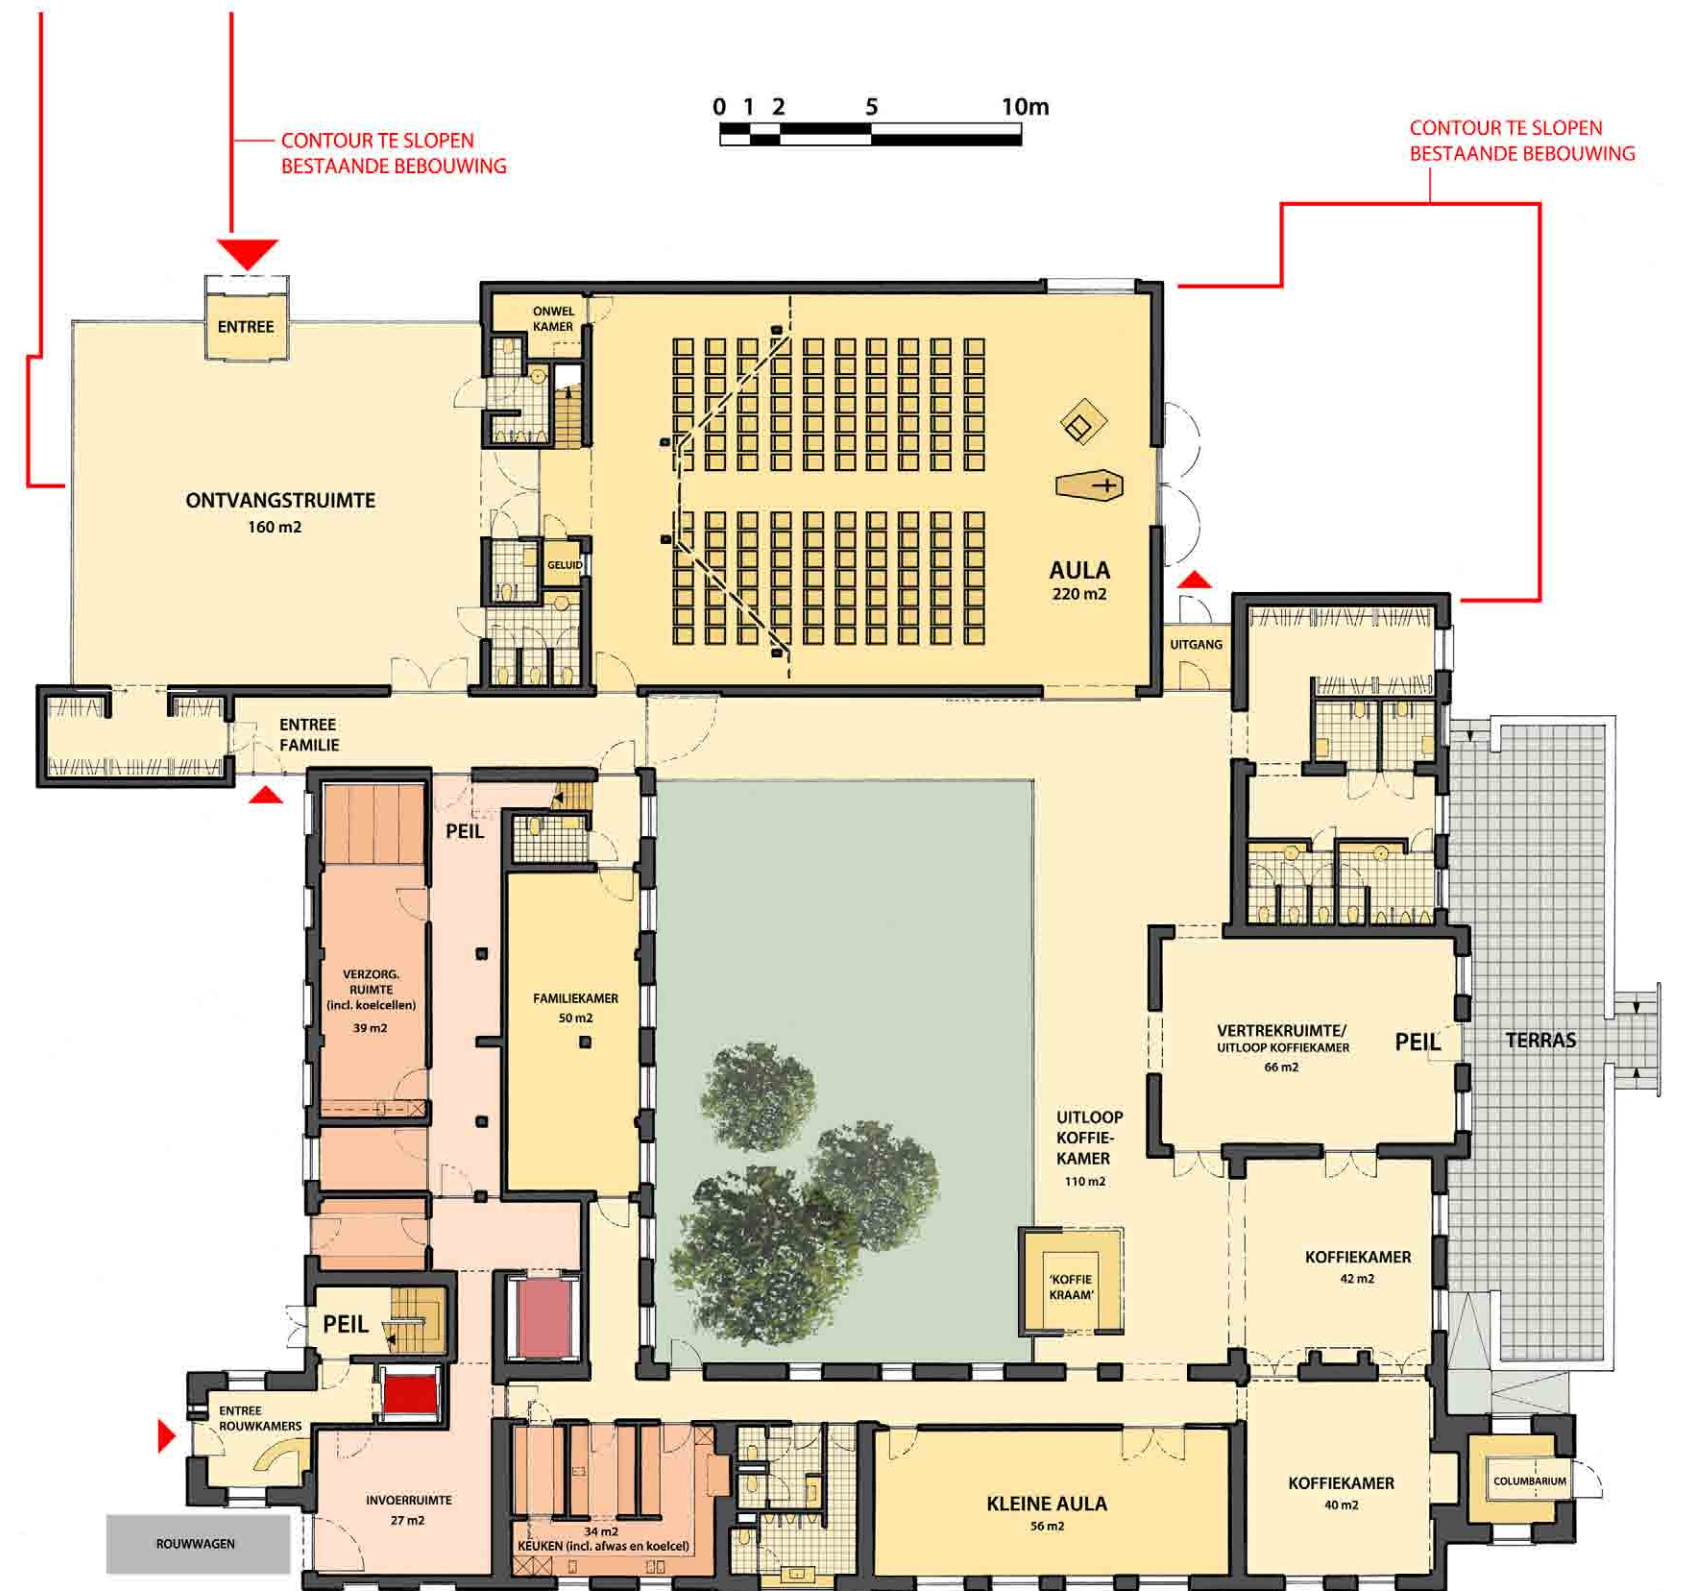 0 1 2 5 10m
CONTOUR TE SLOPEN
BESTAANDE BEBOUWING
CONTOUR TE SLOPEN
BESTAANDE BEBOUWING
ENTREE
ONWEL
KAMER
ONTVANGSTRUIMTE
160 m2
GELUID
AULA
220 m2
UITGANG
ENTREE
FAMILIE
PEIL
VERZORG.
RUIMTE
(incl. koelcellen)
39 m2
FAMILIEKAMER
50 m2
VERTREKRUIMTE/
UITLOOP KOFFIEKAMER
66 m2
PEIL
TERRAS
UITLOOP
KOFFIE-
KAMER
110 m2
KOFFIEKAMER
42 m2
'KOFFIE
KRAAM'
PEIL
ENTREE
ROUWKAMERS
INVOERRUIMTE
27 m2
ROUWWAGEN
34 m2
KEUKEN (incl. afwas en koelcel)
KLEINE AULA
56 m2
KOFFIEKAMER
40 m2
COLUMBARIUM